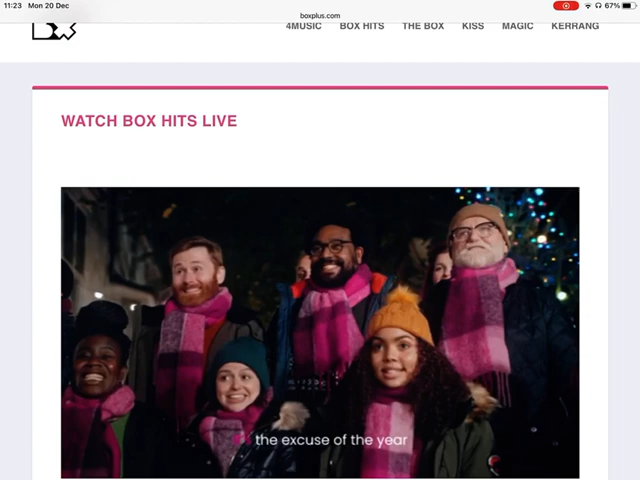 11:23 Mon 20 Dec
67%
boxplus.com
4MUSIC BOX HITS THE BOX KISS MAGIC KERRANG
WATCH BOX HITS LIVE
the excuse of the year